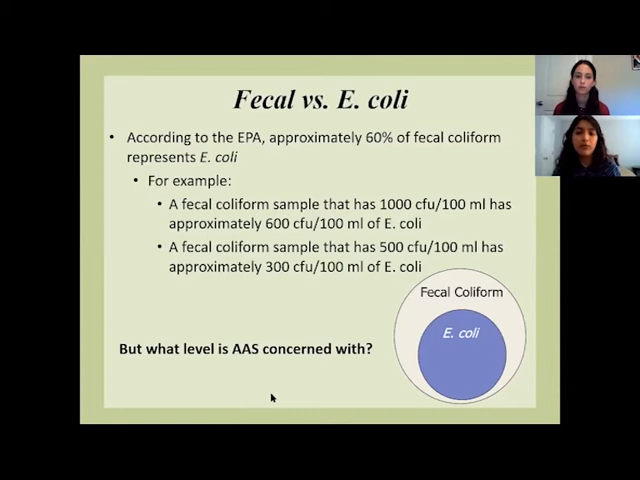 Fecal vs. E. coli
• According to the EPA, approximately 60% of fecal coliform
represents E. coli
• For example:
• A fecal coliform sample that has 1000 cfu/100 ml has
approximately 600 cfu/100 ml of E. coli
• A fecal coliform sample that has 500 cfu/100 ml has
approximately 300 cfu/100 ml of E. coli
Fecal Coliform
E. coli
But what level is AAS concerned with?